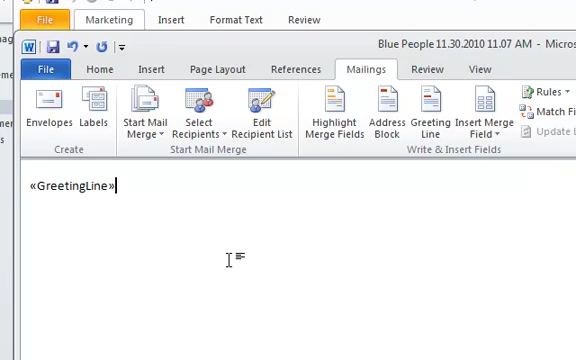 File Marketing Insert Format Text Review
Blue People 11.30.2010 11.07 AM -
File Home Insert Page Layout References Mailings Review View
Envelopes Labels Start Mail Merge Select Recipients Edit Recipient List Highlight Merge Fields Address Block Greeting Line Insert Merge Field Rules
Create Start Mail Merge Write & Insert Fields
«GreetingLine»